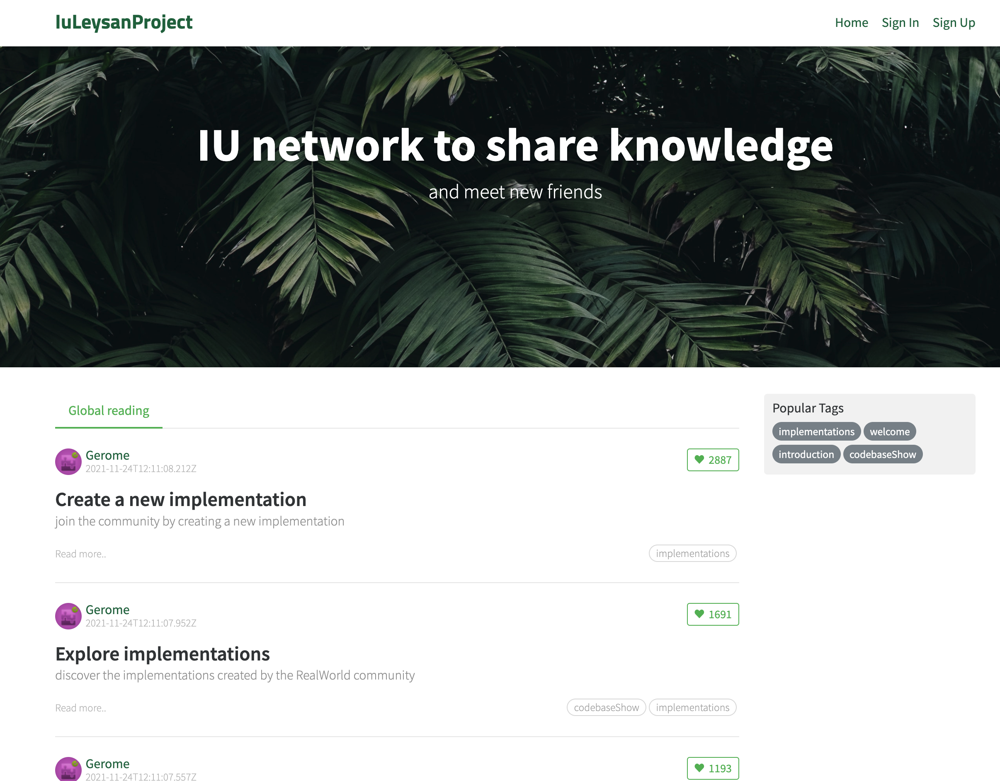 IuLeysanProject
Home Sign In Sign Up
IU network to share knowledge
and meet new friends
Global reading
Gerome
2021-11-24T12:11:08.212Z
2887
Create a new implementation
join the community by creating a new implementation
Read more..
implementations
Gerome
2021-11-24T12:11:07.952Z
1691
Explore implementations
discover the implementations created by the RealWorld community
Read more..
codebaseShow implementations
Gerome
2021-11-24T12:11:07.557Z
1193
Popular Tags
implementations welcome
introduction codebaseShow